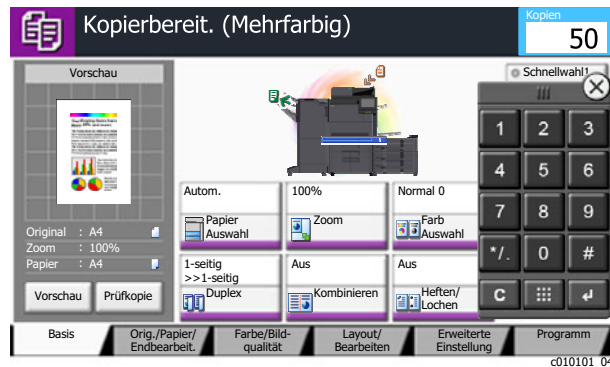 Kopierbereit. (Mehrfarbig)
Kopien
50
Vorschau
Schnellwahl1
Original : A4
Zoom : 100%
Papier : A4
Vorschau
Prüfkopie
Autom.
Papier
Auswahl
100%
Zoom
Normal 0
Farb
Auswahl
1-seitig
>>1-seitig
Duplex
Aus
Kombinieren
Aus
Heften/
Lochen
1 2 3
4 5 6
7 8 9
*/. 0 #
C
Basis
Orig./Papier/
Endbearbeit.
Farbe/Bild-
qualität
Layout/
Bearbeiten
Erweiterte
Einstellung
Programm
c010101_04